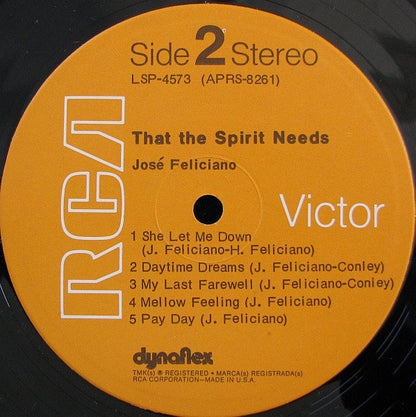 Side 2 Stereo
LSP-4573 (APRS-8261)
RCA
That the Spirit Needs
José Feliciano
Victor
1 She Let Me Down
(J. Feliciano-H. Feliciano)
2 Daytime Dreams (J. Feliciano-Conley)
3 My Last Farewell (J. Feliciano-Conley)
4 Mellow Feeling (J. Feliciano)
5 Pay Day (J. Feliciano)
dynaflex
TMK(s) ® REGISTERED • MARCA(s) REGISTRADA(s)
RCA CORPORATION—MADE IN U.S.A.